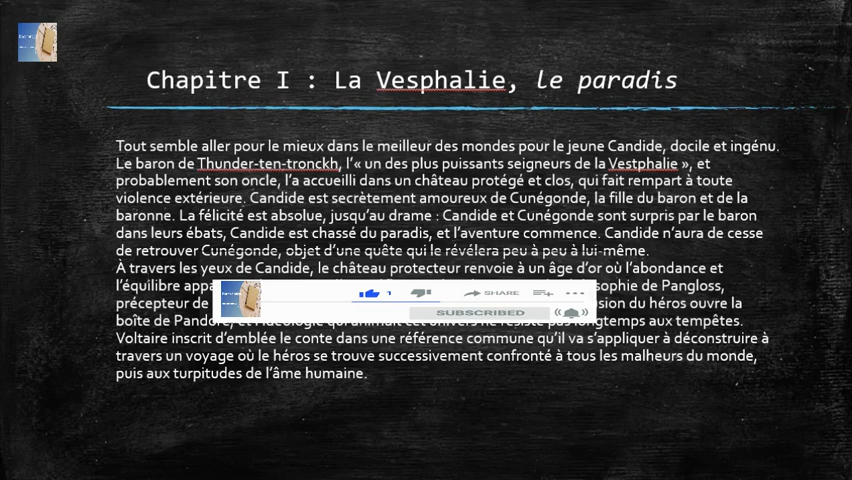 Chapitre I : La Vesphalie, le paradis
Tout semble aller pour le mieux dans le meilleur des mondes pour le jeune Candide, docile et ingénu.
Le baron de Thunder-ten-tronckh, l'« un des plus puissants seigneurs de la Vestphalie », et
probablement son oncle, l'a accueilli dans un château protégé et clos, qui fait rempart à toute
violence extérieure. Candide est secrètement amoureux de Cunégonde, la fille du baron et de la
baronne. La félicité est absolue, jusqu'au drame : Candide et Cunégonde sont surpris par le baron
dans leurs ébats, Candide est chassé du paradis, et l'aventure commence. Candide n'aura de cesse
de retrouver Cunégonde, objet d'une quête qui le révélera peu à peu à lui-même.
À travers les yeux de Candide, le château protecteur renvoie à un âge d'or où l'abondance et
l'équilibre de Pangloss,
précepteur de du héros ouvre la
1 SHARE
boîte de Pandore, et l'idéologie qui animait cet univers ne résiste pas longtemps aux tempêtes.
SUBSCRIBED
Voltaire inscrit d'emblée le conte dans une référence commune qu'il va s'appliquer à déconstruire à
travers un voyage où le héros se trouve successivement confronté à tous les malheurs du monde,
puis aux turpitudes de l'âme humaine.